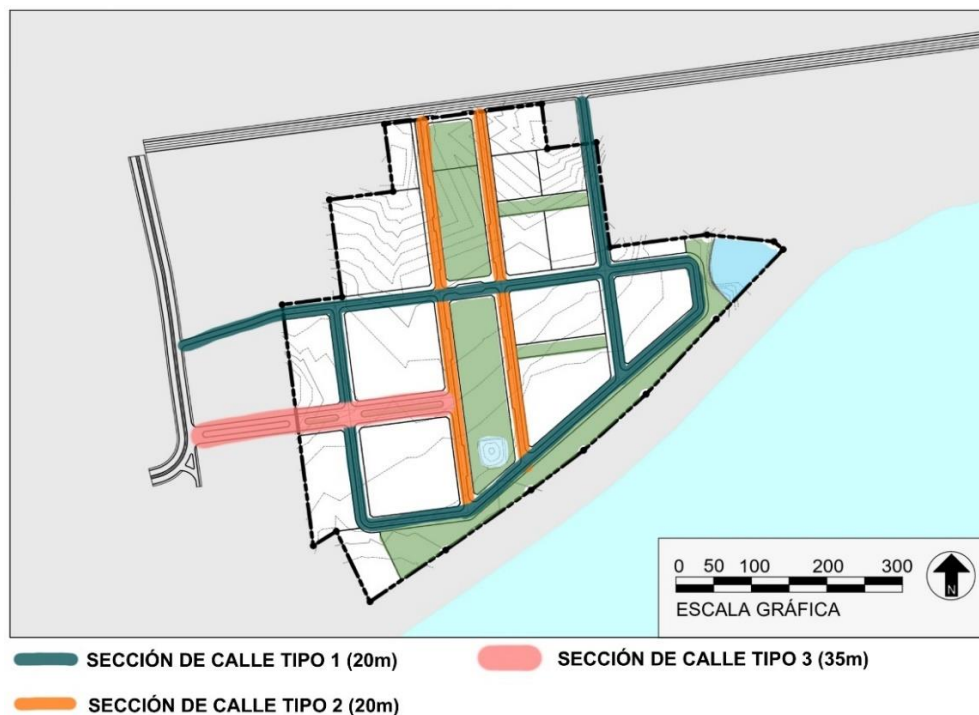 0 50 100 200 300
ESCALA GRÁFICA
N
SECCIÓN DE CALLE TIPO 1 (20m)
SECCIÓN DE CALLE TIPO 3 (35m)
SECCIÓN DE CALLE TIPO 2 (20m)